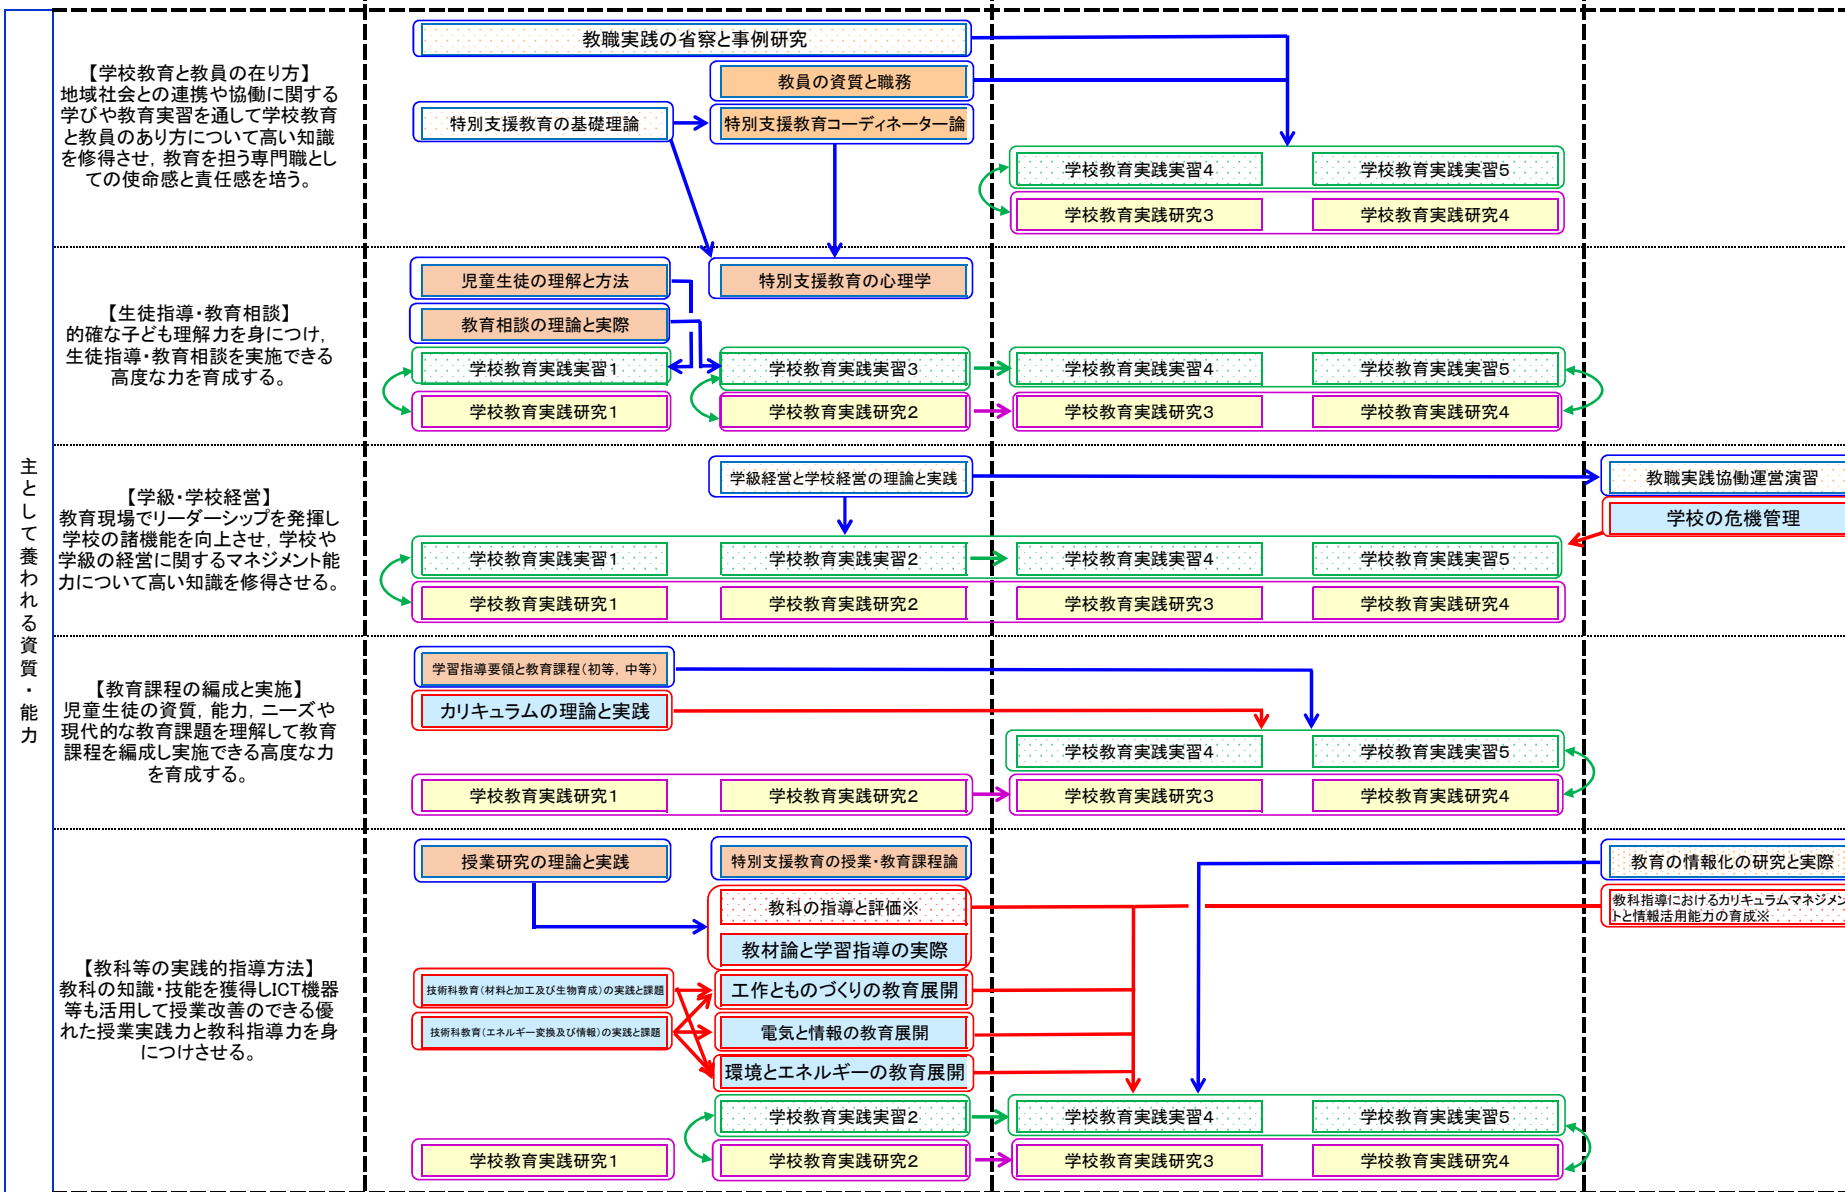 主として養われる資質・能力
【学校教育と教員の在り方】
地域社会との連携や協働に関する
学びや教育実習を通して学校教育
と教員のあり方について高い知識
を修得させ，教育を担う専門職とし
ての使命感と責任感を培う。
教職実践の省察と事例研究
教員の資質と職務
特別支援教育の基礎理論
特別支援教育コーディネーター論
学校教育実践実習4
学校教育実践実習5
学校教育実践研究3
学校教育実践研究4
【生徒指導・教育相談】
的確な子ども理解力を身につけ，
生徒指導・教育相談を実施できる
高度な力を育成する。
児童生徒の理解と方法
特別支援教育の心理学
教育相談の理論と実際
学校教育実践実習1
学校教育実践実習3
学校教育実践実習4
学校教育実践実習5
学校教育実践研究1
学校教育実践研究2
学校教育実践研究3
学校教育実践研究4
【学級・学校経営】
教育現場でリーダーシップを発揮し
学校の諸機能を向上させ，学校や
学級の経営に関するマネジメント能
力について高い知識を修得させる。
学級経営と学校経営の理論と実践
教職実践協働運営演習
学校の危機管理
学校教育実践実習1
学校教育実践実習2
学校教育実践実習4
学校教育実践実習5
学校教育実践研究1
学校教育実践研究2
学校教育実践研究3
学校教育実践研究4
【教育課程の編成と実施】
児童生徒の資質，能力，ニーズや
現代的な教育課題を理解して教育
課程を編成し実施できる高度な力
を育成する。
学習指導要領と教育課程（初等，中等）
カリキュラムの理論と実践
学校教育実践実習4
学校教育実践実習5
学校教育実践研究1
学校教育実践研究2
学校教育実践研究3
学校教育実践研究4
【教科等の実践的指導方法】
教科の知識・技能を獲得しICT機器
等も活用して授業改善のできる優
れた授業実践力と教科指導力を身
につけさせる。
授業研究の理論と実践
特別支援教育の授業・教育課程論
教育の情報化の研究と実際
教科の指導と評価※
教科指導におけるカリキュラムマネジメン
トと情報活用能力の育成※
教材論と学習指導の実際
技術科教育（材料と加工及び生物育成）の実践と課題
工作とものづくりの教育展開
技術科教育（エネルギー変換及び情報）の実践と課題
電気と情報の教育展開
環境とエネルギーの教育展開
学校教育実践実習2
学校教育実践実習4
学校教育実践実習5
学校教育実践研究1
学校教育実践研究2
学校教育実践研究3
学校教育実践研究4